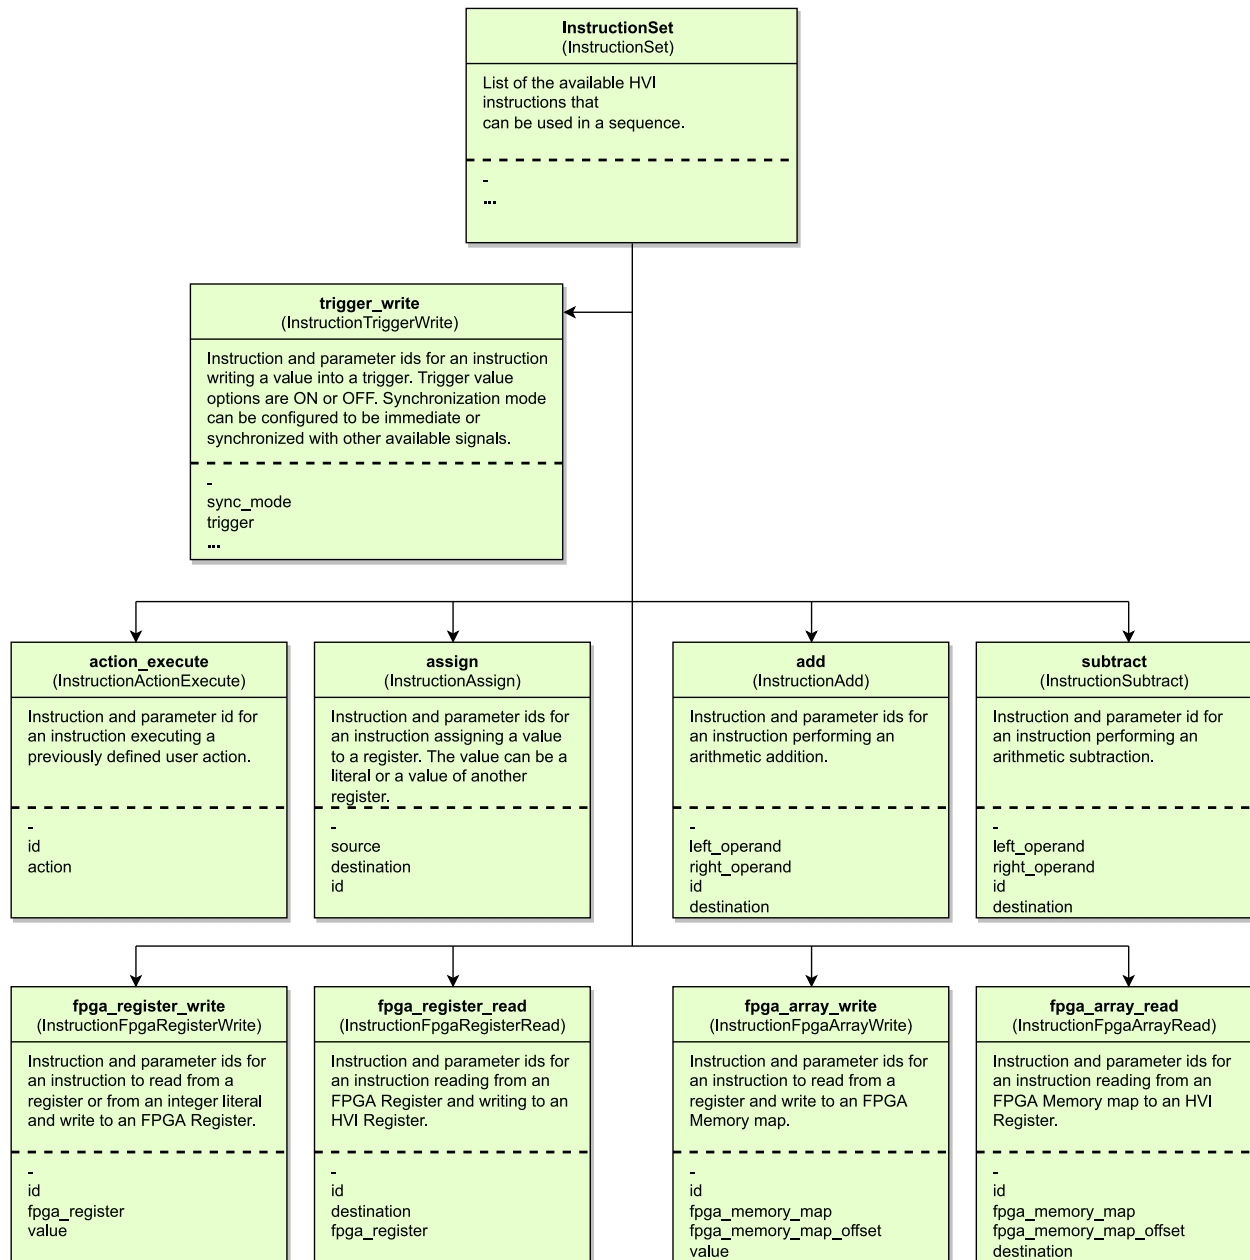 InstructionSet
(InstructionSet)
List of the available HVI
instructions that
can be used in a sequence.
-
...
trigger_write
(InstructionTriggerWrite)
Instruction and parameter ids for an instruction
writing a value into a trigger. Trigger value
options are ON or OFF. Synchronization mode
can be configured to be immediate or
synchronized with other available signals.
-
sync_mode
trigger
...
action_execute
(InstructionActionExecute)
Instruction and parameter id for
an instruction executing a
previously defined user action.
-
id
action
assign
(InstructionAssign)
Instruction and parameter ids for
an instruction assigning a value
to a register. The value can be a
literal or a value of another
register.
-
source
destination
id
add
(InstructionAdd)
Instruction and parameter ids for
an instruction performing an
arithmetic addition.
-
left_operand
right_operand
id
destination
subtract
(InstructionSubtract)
Instruction and parameter id for
an instruction performing an
arithmetic subtraction.
-
left_operand
right_operand
id
destination
fpga_register_write
(InstructionFpgaRegisterWrite)
Instruction and parameter ids for
an instruction to read from a
register or from an integer literal
and write to an FPGA Register.
-
id
fpga_register
value
fpga_register_read
(InstructionFpgaRegisterRead)
Instruction and parameter ids for
an instruction reading from an
FPGA Register and writing to an
HVI Register.
-
id
destination
fpga_register
fpga_array_write
(InstructionFpgaArrayWrite)
Instruction and parameter ids for
an instruction to read from a
register and write to an FPGA
Memory map.
-
id
fpga_memory_map
fpga_memory_map_offset
value
fpga_array_read
(InstructionFpgaArrayRead)
Instruction and parameter ids for
an instruction reading from an
FPGA Memory map to an HVI
Register.
-
id
fpga_memory_map
fpga_memory_map_offset
destination